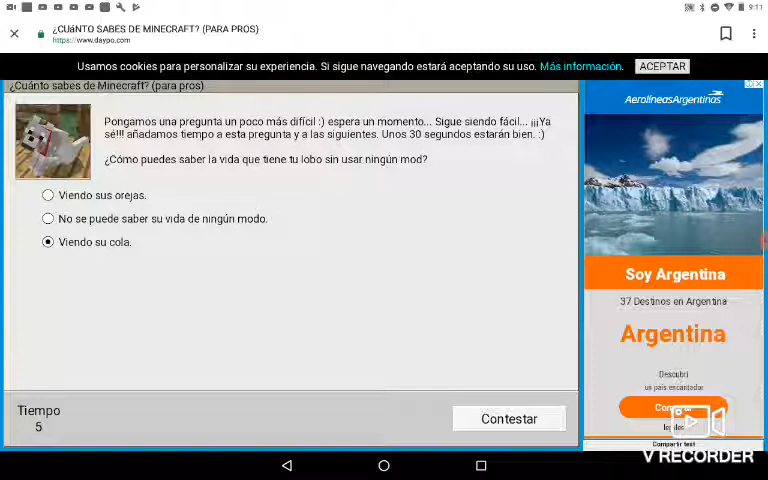 9:11
¿CUáNTO SABES DE MINECRAFT? (PARA PROS)
https://www.daypo.com
Usamos cookies para personalizar su experiencia. Si sigue navegando estará aceptando su uso. Más información. ACEPTAR
¿Cuánto sabes de Minecraft? (para pros)
Pongamos una pregunta un poco más difícil :) espera un momento... Sigue siendo fácil... ¡¡¡Ya
sé!!! añadamos tiempo a esta pregunta y a las siguientes. Unos 30 segundos estarán bien. :)
¿Cómo puedes saber la vida que tiene tu lobo sin usar ningún mod?
Viendo sus orejas.
No se puede saber su vida de ningún modo.
Viendo su cola.
Tiempo
5
Contestar
AerolíneasArgentinas
Soy Argentina
37 Destinos en Argentina
Argentina
Descubrí
un país encantador
legales
Compartir test
V RECORDER